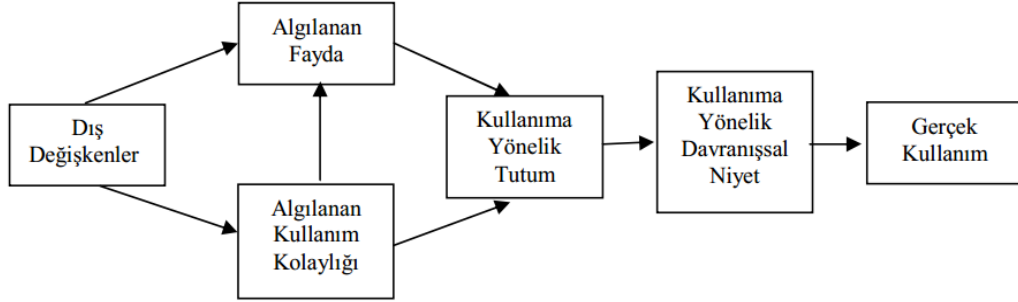 Dış
Değişkenler
Algılanan
Fayda
Algılanan
Kullanım
Kolaylığı
Kullanıma
Yönelik
Tutum
Kullanıma
Yönelik
Davranışsal
Niyet
Gerçek
Kullanım